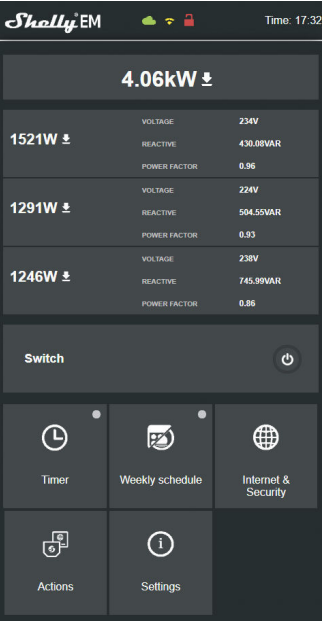 Shelly EM Time: 17:32
4.06kW
VOLTAGE 234V
1521W REACTIVE 430.08VAR
POWER FACTOR 0.96
VOLTAGE 224V
1291W REACTIVE 504.55VAR
POWER FACTOR 0.93
VOLTAGE 238V
1246W REACTIVE 745.99VAR
POWER FACTOR 0.86
Switch
Timer
Weekly schedule
Internet &
Security
Actions
Settings